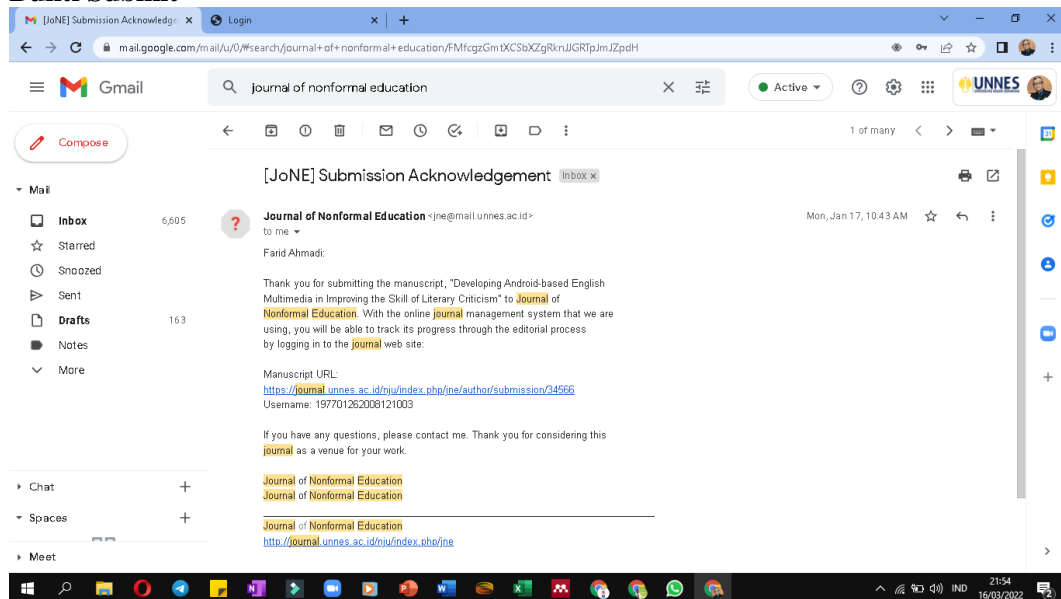 [JoNE] Submission Acknowledge
Login
mail.google.com/mail/u/0/#search/journal+of+nonformal+education/FMfcgzGmtXCSbXZgRknJJGRTpJmJZpdH
Gmail
journal of nonformal education
Active
UNNES
Compose
1 of many
31
Mail
Inbox 6,605
Starred
Snoozed
Sent
Drafts 163
Notes
More
Chat
Spaces
Meet
[JoNE] Submission Acknowledgement Inbox x
Journal of Nonformal Education <jne@mail.unnes.ac.id> Mon, Jan 17, 10:43 AM
to me
Farid Ahmadi:
Thank you for submitting the manuscript, "Developing Android-based English
Multimedia in Improving the Skill of Literary Criticism" to Journal of
Nonformal Education. With the online journal management system that we are
using, you will be able to track its progress through the editorial process
by logging in to the journal web site:
Manuscript URL:
https://journal.unnes.ac.id/nju/index.php/jne/author/submission/34566
Username: 197701262008121003
If you have any questions, please contact me. Thank you for considering this
journal as a venue for your work.
Journal of Nonformal Education
Journal of Nonformal Education
Journal of Nonformal Education
http://journal.unnes.ac.id/nju/index.php/jne
IND
21:54
16/03/2022